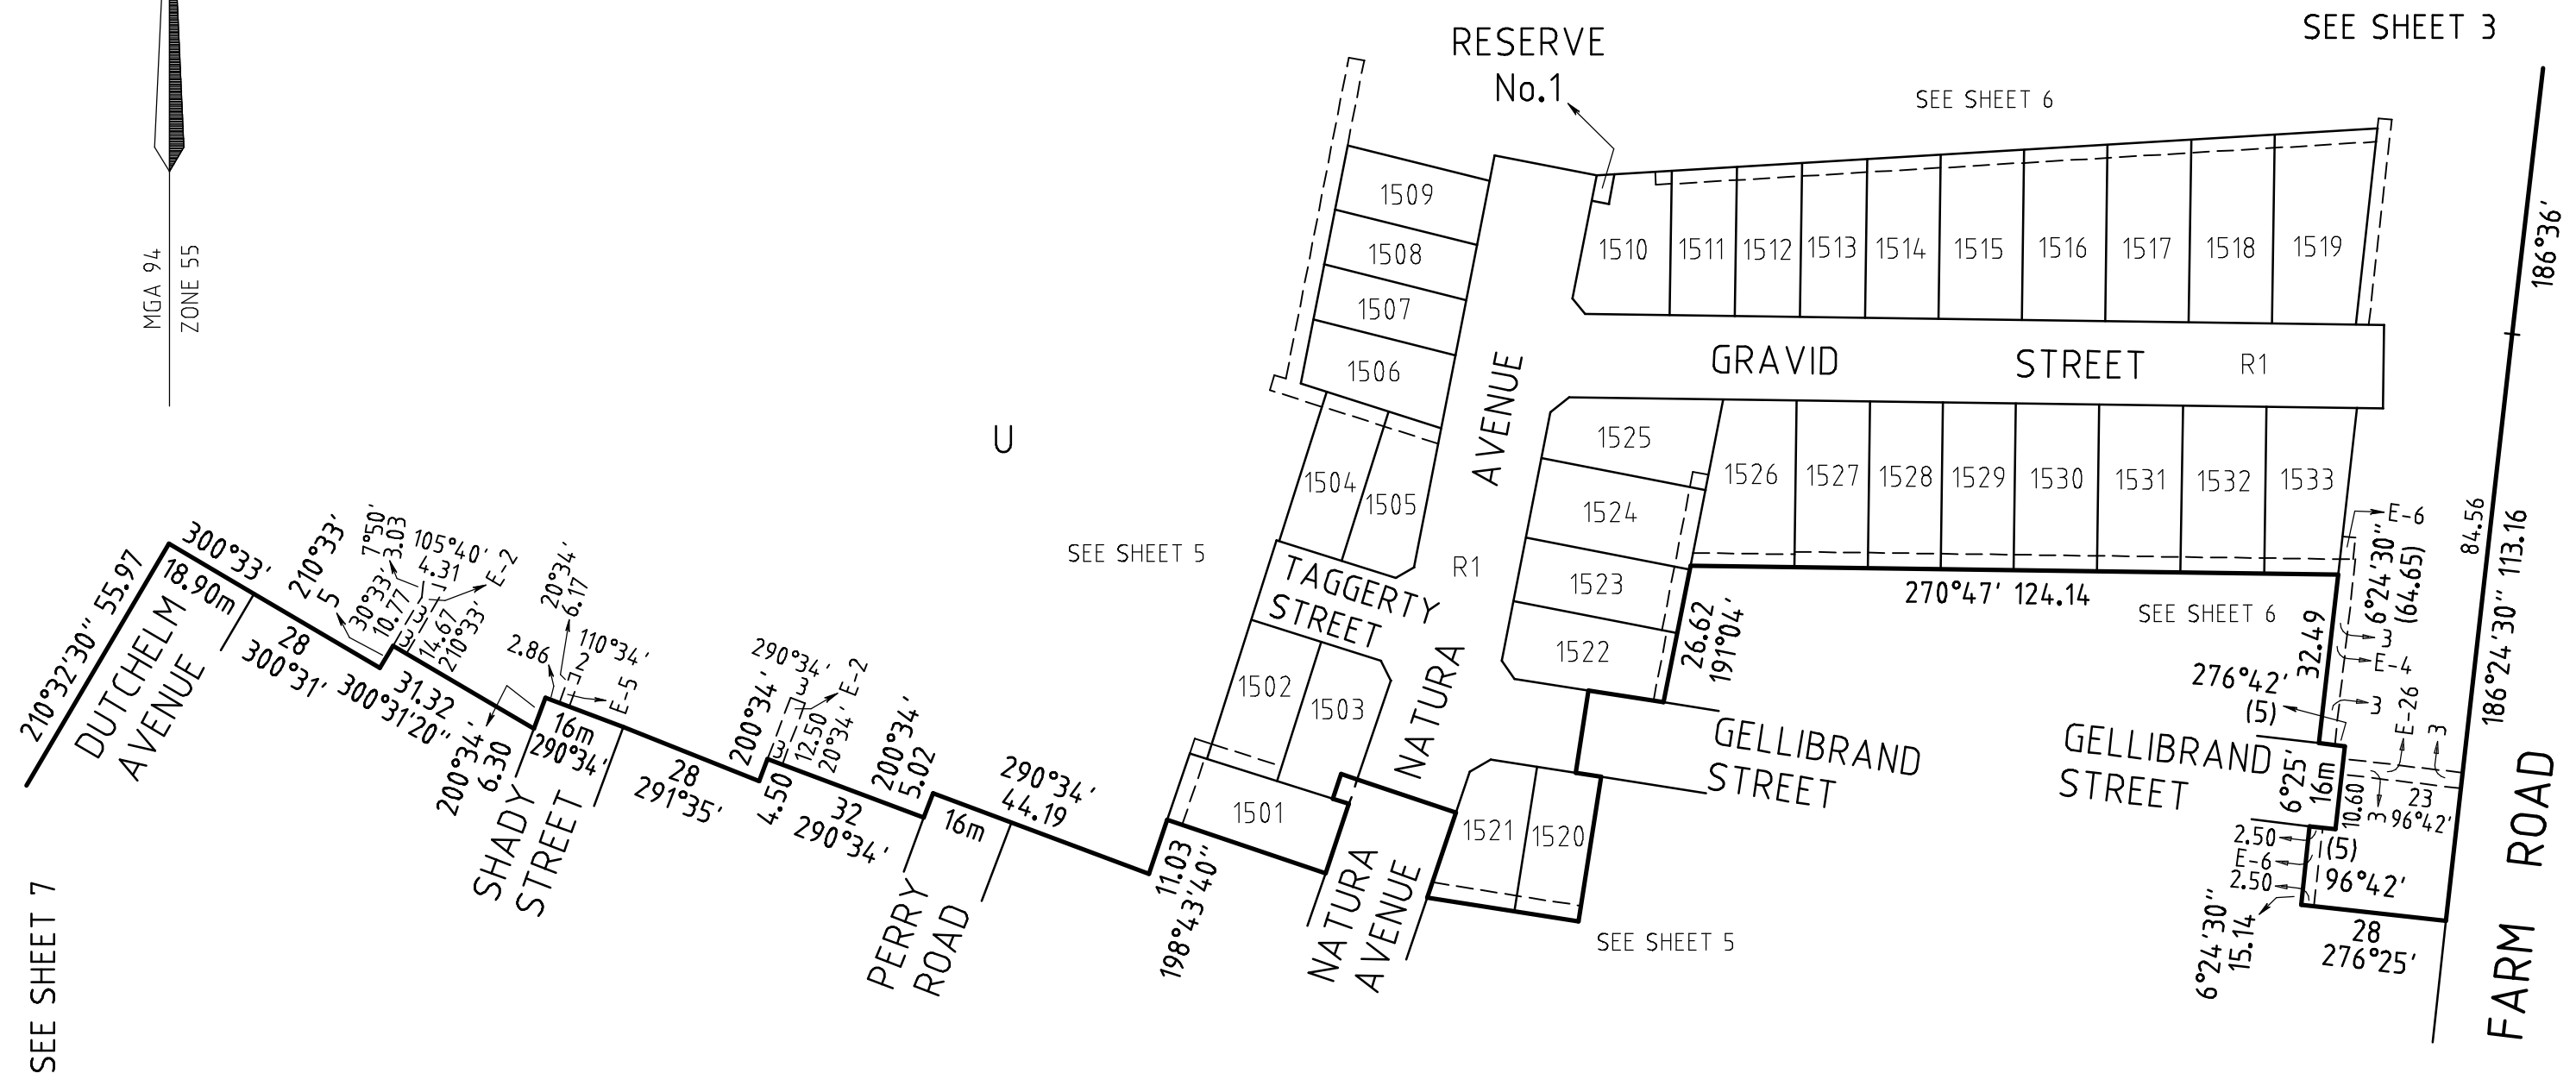 SEE SHEET 3
RESERVE
No.1
SEE SHEET 6
MGA 94
ZONE 55
1509
1508
1507
1506
1510
1511
1512
1513
1514
1515
1516
1517
1518
1519
186°36'
GRAVID STREET R1
AVENUE
U
1504
1505
1525
1524
1523
1522
1526
1527
1528
1529
1530
1531
1532
1533
SEE SHEET 5
R1
TAGGERTY
STREET
26.62
191°04'
270°47' 124.14
SEE SHEET 6
E-6
6°24'30"
(64.65)
84.56
186°24'30" 113.16
32.49
3
E-4
3
276°42'
(5)
E-26
3
210°32'30" 55.97
300°33'
18.90m
DUTCHELM
AVENUE
28
300°31'
210°33'
5
7°50'
3.03
30°33'
10.77
105°40'
4.31
E-2
1
3
3
14.67
210°33'
31.32
300°31'20"
20°34'
6.17
2.86
110°34'
2
E-5
200°34'
6.30
16m
290°34'
SHADY
STREET
28
291°35'
290°34'
3
E-2
200°34'
3
12.50
20°34'
4.50
32
290°34'
200°34'
5.02
290°34'
44.19
16m
PERRY
ROAD
11.03
198°43'40"
1502
1503
1501
NATURA
NATURA
AVENUE
1521
1520
GELLIBRAND
STREET
GELLIBRAND
STREET
6°25'
16m
10.60
3
23
96°42'
2.50
E-6
2.50
(5)
96°42'
6°24'30"
15.14
28
276°25'
SEE SHEET 5
FARM ROAD
SEE SHEET 7